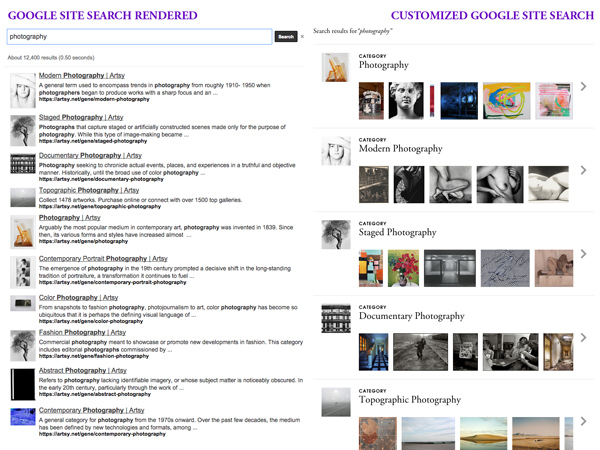 GOOGLE SITE SEARCH RENDERED
photography
Search
×
About 12,400 results (0.50 seconds)
Modern Photography | Artsy
A general term used to encompass trends in photography from roughly 1910- 1950 when
photographers began to produce works with a sharp focus and an ...
https://artsy.net/gene/modern-photography
Staged Photography | Artsy
Photographs that capture staged or artificially constructed scenes made only for the purpose of
photography. While this type of image-making became ...
https://artsy.net/gene/staged-photography
Documentary Photography | Artsy
Photography seeking to chronicle actual events, places, and experiences in a truthful and objective
manner. Historically, until the broad use of color photography ...
https://artsy.net/gene/documentary-photography
Topographic Photography | Artsy
Collect 1478 artworks. Purchase online or connect with over 1500 top galleries.
https://artsy.net/gene/topographic-photography
Photography | Artsy
Arguably the most popular medium in contemporary art, photography was invented in 1839. Since
then, its various forms and styles have increased almost ...
https://artsy.net/gene/photography
Contemporary Portrait Photography | Artsy
The emergence of photography in the 19th century prompted a decisive shift in the long-standing
tradition of portraiture, a transformation it continues to fuel ...
https://artsy.net/gene/contemporary-portrait-photography
Color Photography | Artsy
From snapshots to fashion photography, photojournalism to art, color photography has become so
ubiquitous that it is perhaps the defining visual language of ...
https://artsy.net/gene/color-photography
Fashion Photography | Artsy
Commercial photography meant to showcase or promote new developments in fashion. This category
includes editorial photographs commissioned by ...
https://artsy.net/gene/fashion-photography
Abstract Photography | Artsy
Refers to photography lacking identifiable imagery, or whose subject matter is noticeably obscured. In
the early 20th century, particularly through the work of ...
https://artsy.net/gene/abstract-photography
Contemporary Photography | Artsy
A general category for photography from the 1970s onward. Over the past few decades, the medium
has been defined by new technologies and formats, among ...
https://artsy.net/gene/contemporary-photography
CUSTOMIZED GOOGLE SITE SEARCH
Search results for "photography"
CATEGORY
Photography
CATEGORY
Modern Photography
CATEGORY
Staged Photography
CATEGORY
Documentary Photography
CATEGORY
Topographic Photography